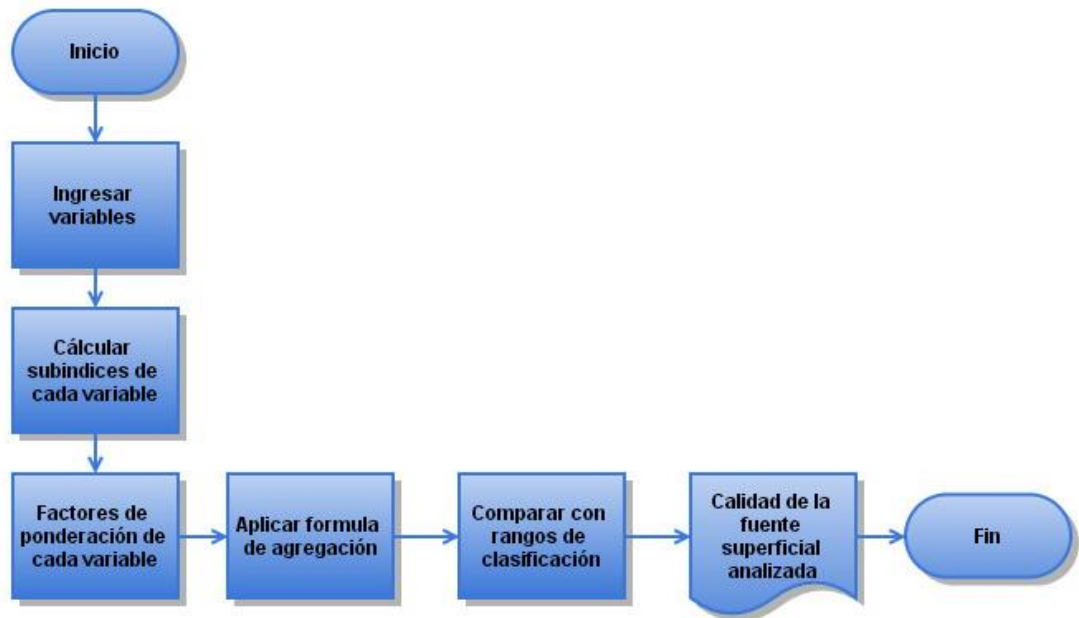 Inicio
Ingresar
variables
Cálcular
subindices de
cada variable
Factores de
ponderación de
cada variable
Aplicar formula
de agregación
Comparar con
rangos de
clasificación
Calidad de la
fuente
superficial
analizada
Fin